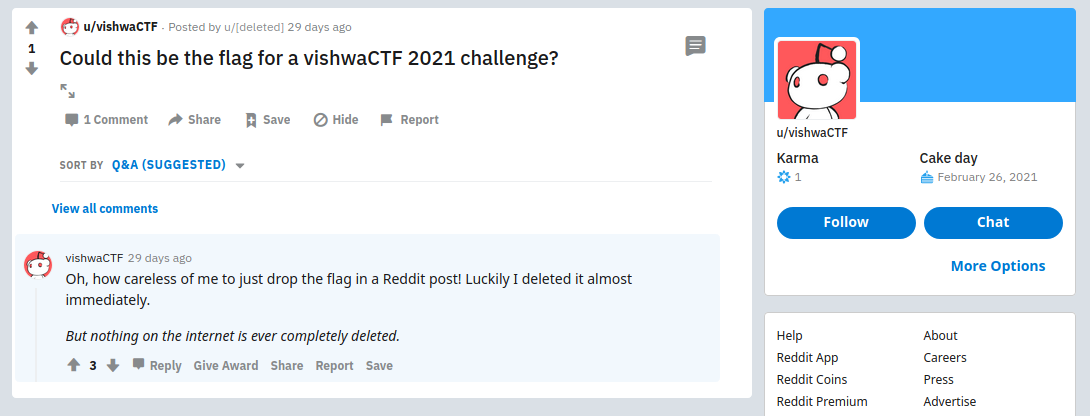 u/vishwaCTF · Posted by u/[deleted] 29 days ago
1
Could this be the flag for a vishwaCTF 2021 challenge?
1 Comment Share Save Hide Report
SORT BY Q&A (SUGGESTED)
View all comments
vishwaCTF 29 days ago
Oh, how careless of me to just drop the flag in a Reddit post! Luckily I deleted it almost
immediately.
But nothing on the internet is ever completely deleted.
3 Reply Give Award Share Report Save
u/vishwaCTF
Karma Cake day
1 February 26, 2021
Follow Chat
More Options
Help About
Reddit App Careers
Reddit Coins Press
Reddit Premium Advertise